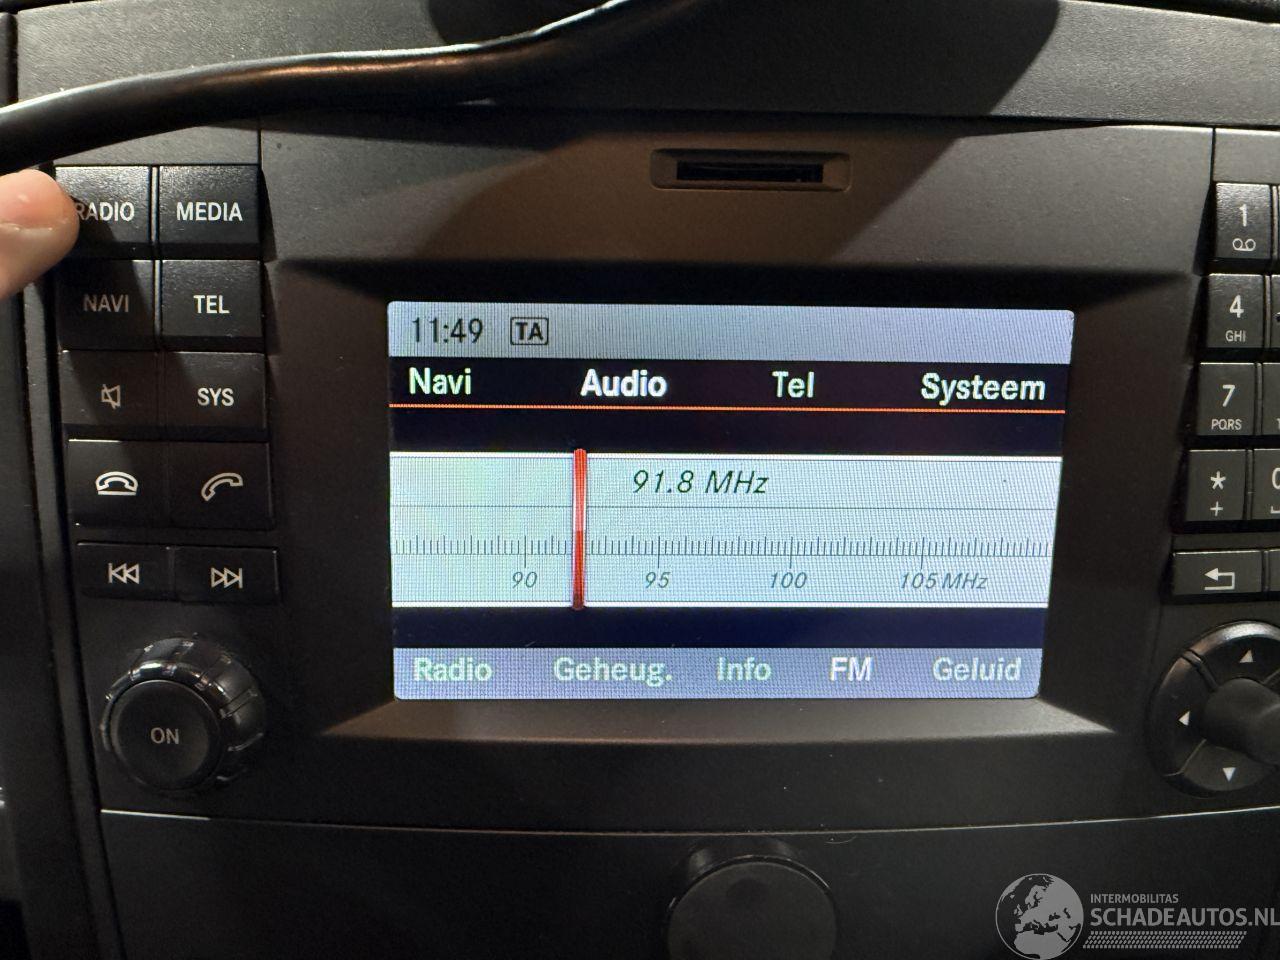 RADIO MEDIA
NAVI TEL
SYS
ON
11:49 TA
Navi Audio Tel Systeem
91.8 MHz
90 95 100 105 MHz
Radio Geheug. Info FM Geluid
1
4
GHI
7
PQRS
*
+
INTERMOBILITAS
SCHADEAUTOS.NL